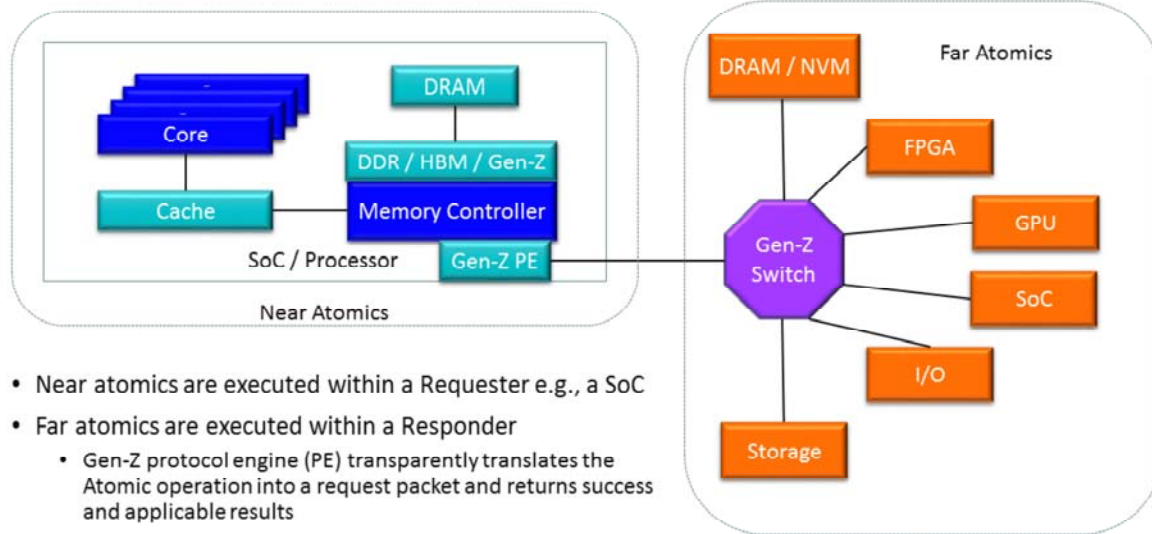 DRAM / NVM
Far Atomics
DRAM
Core
FPGA
DDR / HBM / Gen-Z
Cache
Memory Controller
GPU
Gen-Z
Switch
SoC / Processor
Gen-Z PE
SoC
Near Atomics
I/O
Storage
• Near atomics are executed within a Requester e.g., a SoC
• Far atomics are executed within a Responder
• Gen-Z protocol engine (PE) transparently translates the
Atomic operation into a request packet and returns success
and applicable results